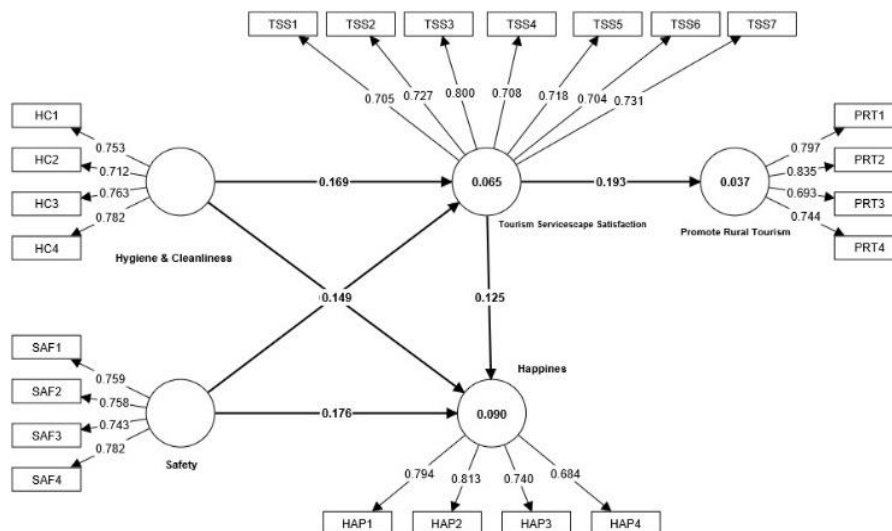 TSS1 TSS2 TSS3 TSS4 TSS5 TSS6 TSS7
0.705 0.727 0.800 0.708 0.718 0.704 0.731
HC1
HC2
HC3
HC4
0.753
0.712
0.763
0.782
Hygiene & Cleanliness
0.169
0.065
Tourism Servicescape Satisfaction
0.193
0.037
Promote Rural Tourism
PRT1
PRT2
PRT3
PRT4
0.797
0.835
0.693
0.744
0.149
0.125
SAF1
SAF2
SAF3
SAF4
0.759
0.758
0.743
0.782
Safety
0.176
Happines
0.090
0.794 0.813 0.740 0.684
HAP1 HAP2 HAP3 HAP4